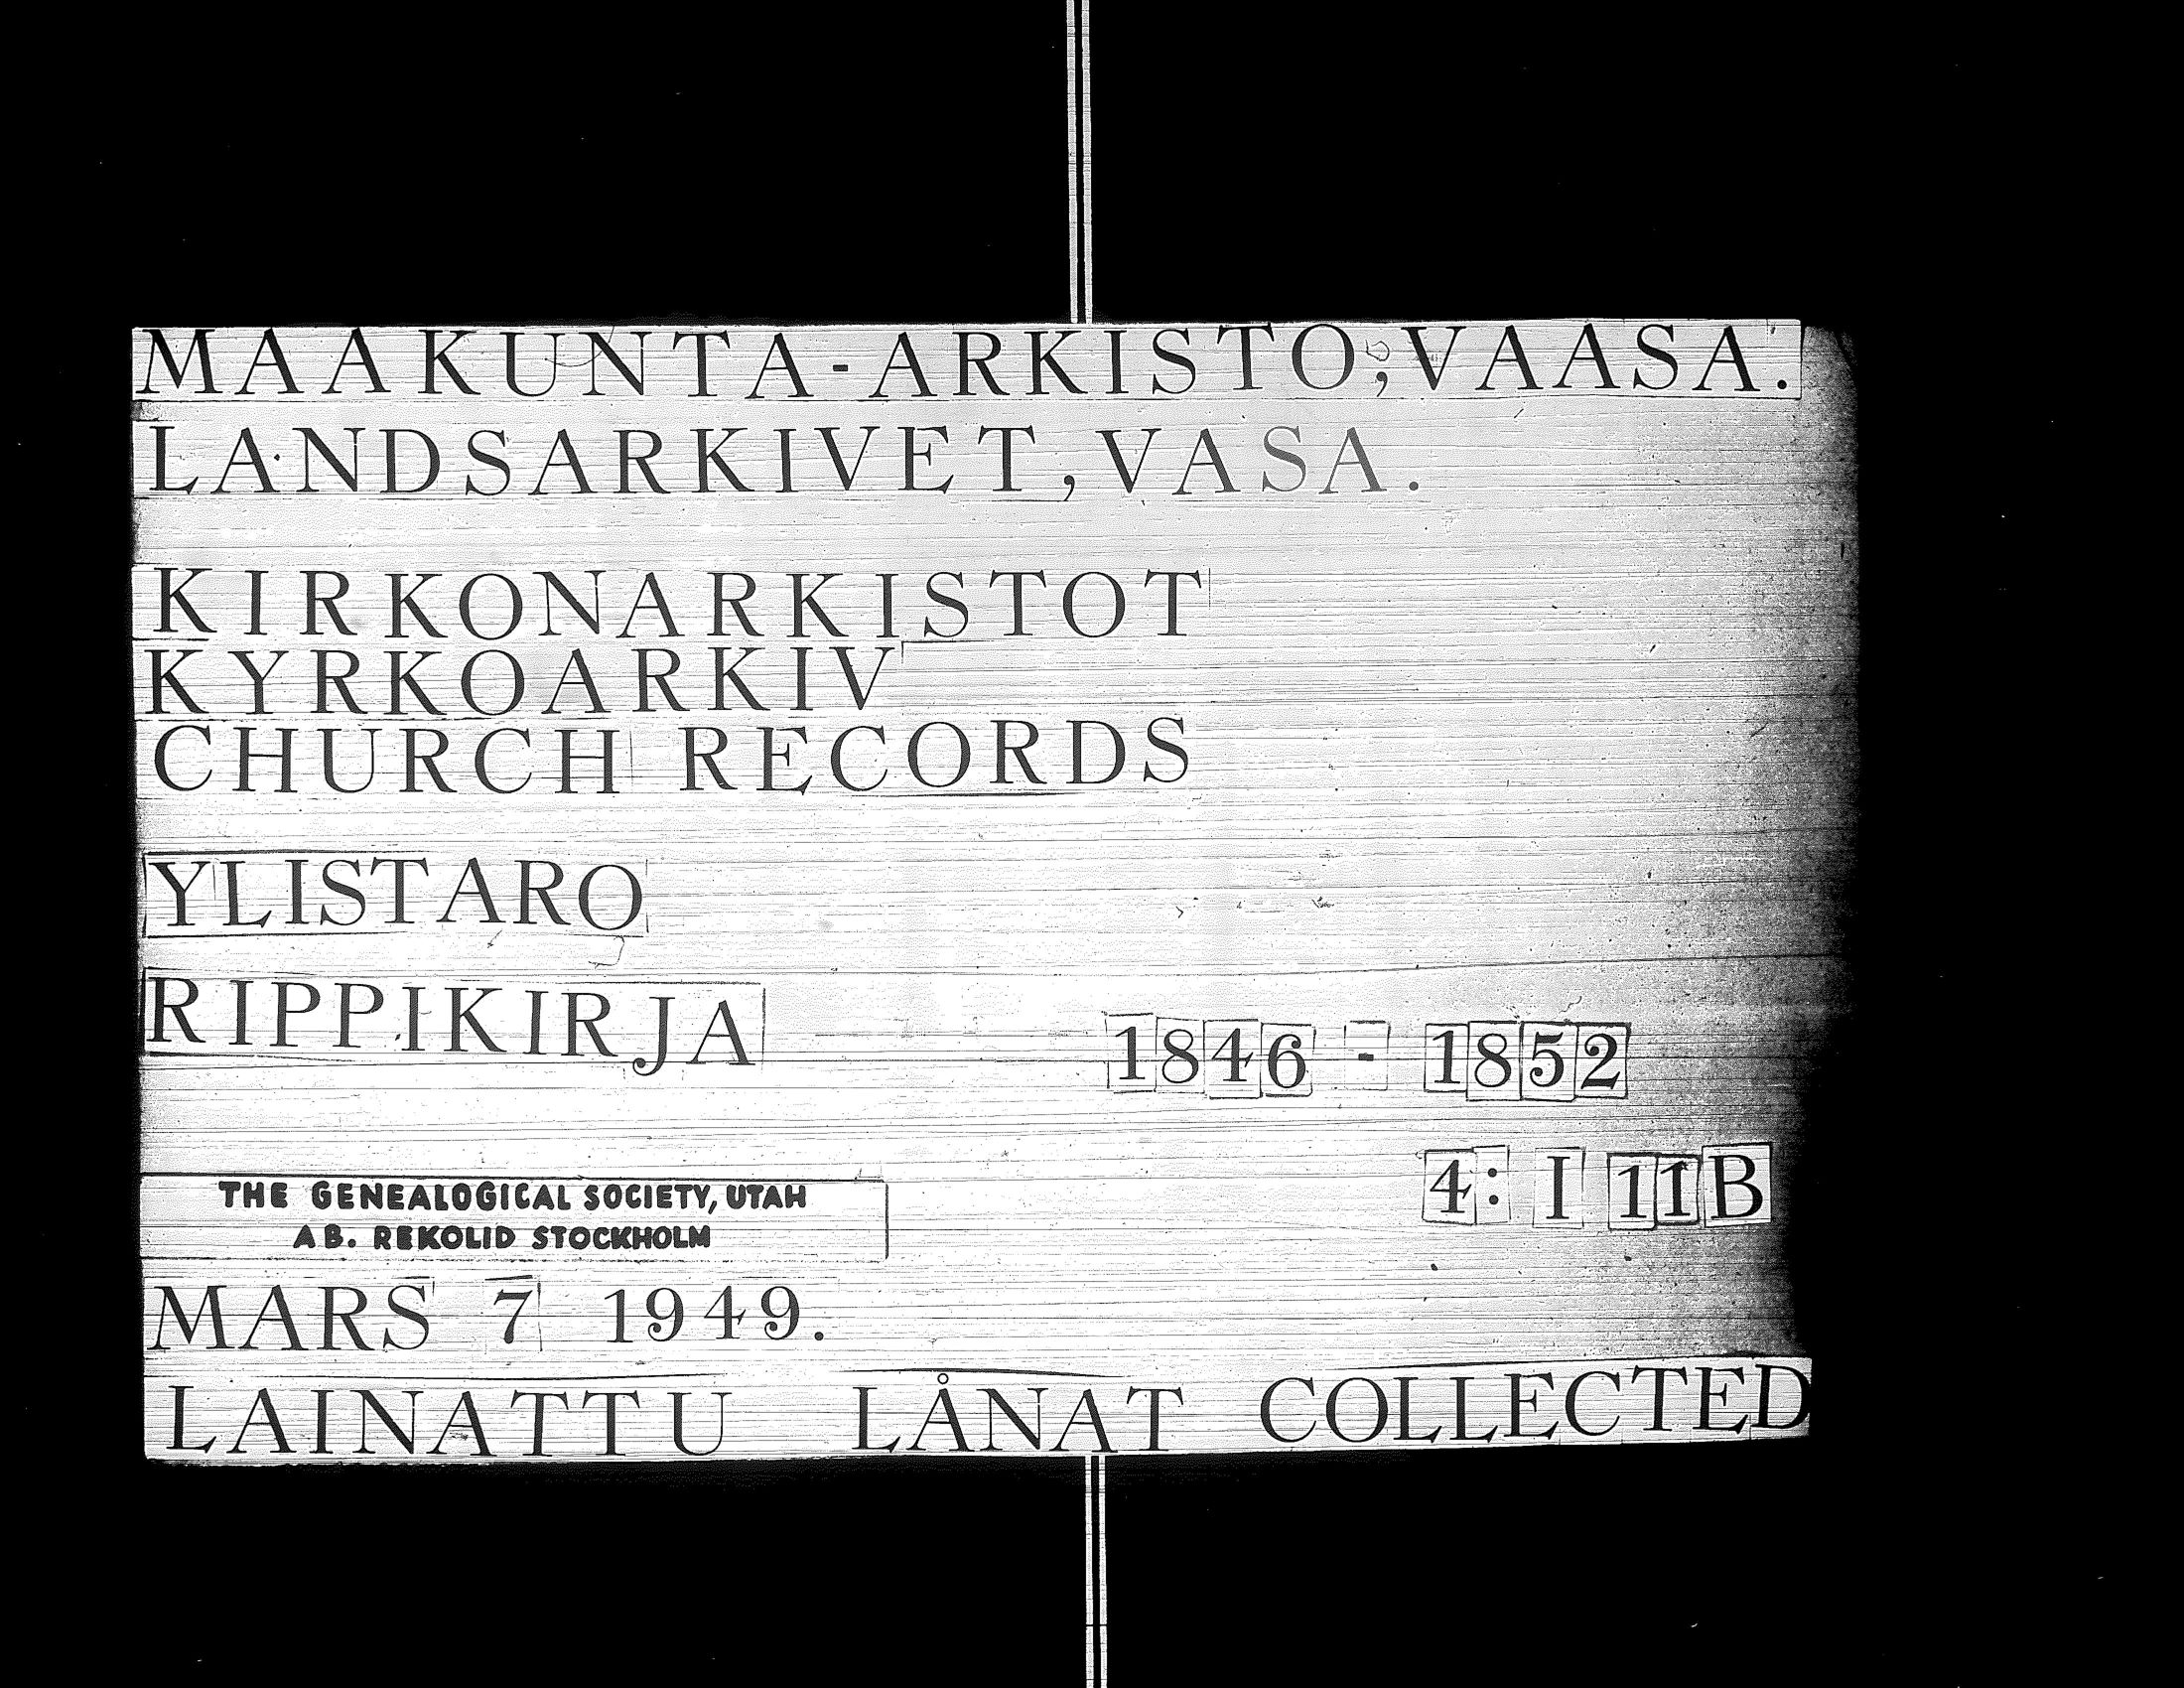 MAAKUNTA-ARKISTO,VAASA.
LANDSARKIVET, VASA.
KIRKONARKISTOT
KYRKOARKIV
CHURCH RECORDS
YLISTARO
RIPPIKIRJA 1846 - 1852
4: I 11B
THE GENEALOGICAL SOCIETY, UTAH
AB. REKOLID STOCKHOLM
MARS 7 1949.
LAINATTU LÅNAT COLLECTED